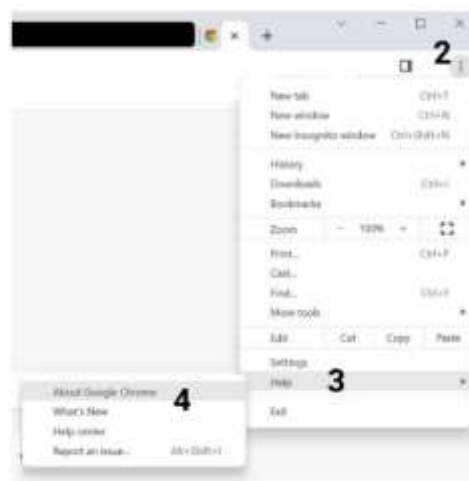 2
New tab Ctrl+T
New window Ctrl+N
New Incognito window Ctrl+Shift+N
History
Downloads Ctrl+J
Bookmarks
Zoom - 100% +
Print... Ctrl+P
Cast...
Find... Ctrl+F
More tools
Edit Cut Copy Paste
Settings
Help 3
Exit
About Google Chrome 4
What's New
Help center
Report an issue... Alt+Shift+I